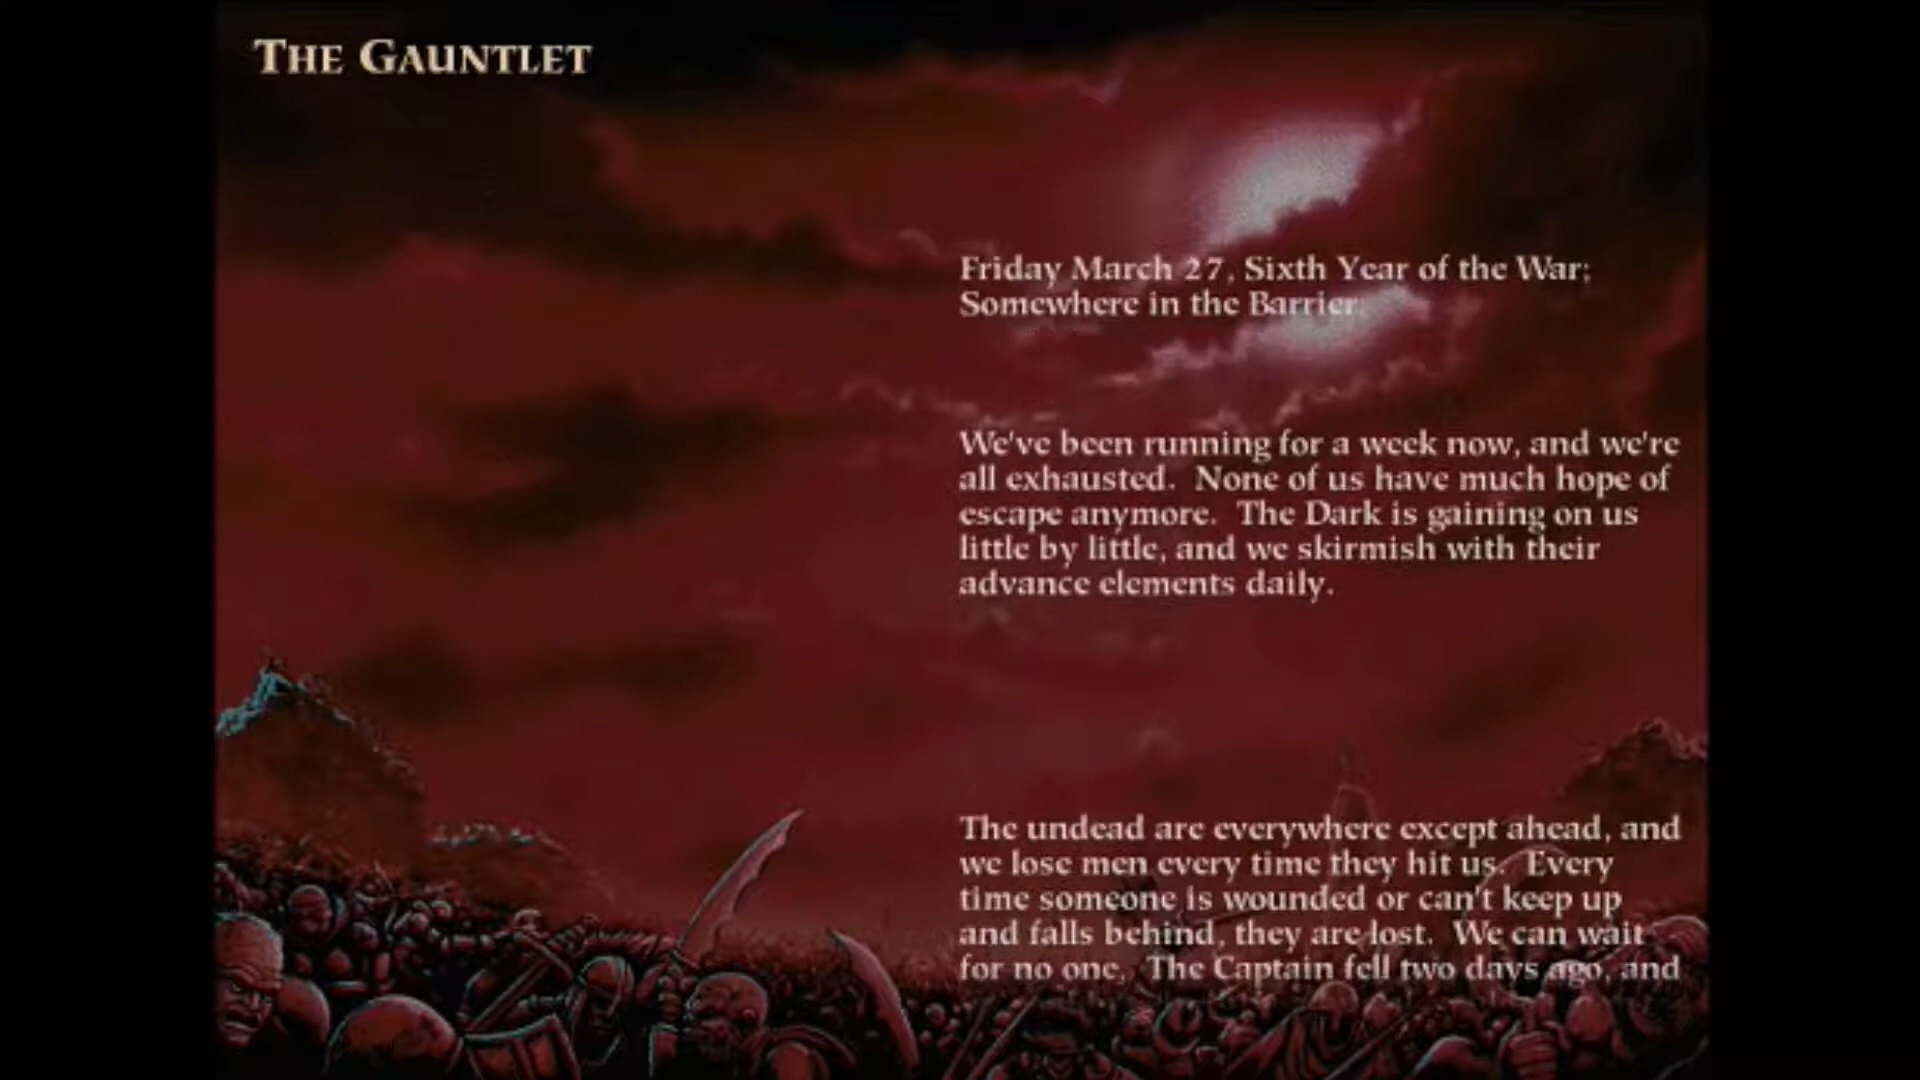 THE GAUNTLET
Friday March 27, Sixth Year of the War;
Somewhere in the Barrier.
We've been running for a week now, and we're
all exhausted. None of us have much hope of
escape anymore. The Dark is gaining on us
little by little, and we skirmish with their
advance elements daily.
The undead are everywhere except ahead, and
we lose men every time they hit us. Every
time someone is wounded or can't keep up
and falls behind, they are lost. We can wait
for no one. The Captain fell two days ago, and